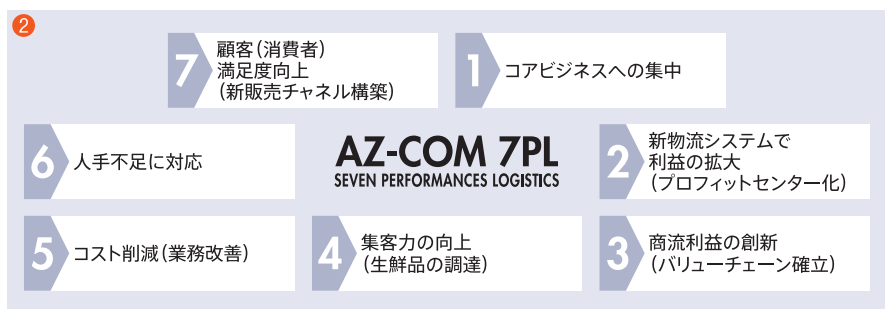 2
7
顧客(消費者)
満足度向上
(新販売チャネル構築)
1
コアビジネスへの集中
6
人手不足に対応
AZ-COM 7PL
SEVEN PERFORMANCES LOGISTICS
2
新物流システムで
利益の拡大
(プロフィットセンター化)
5
コスト削減(業務改善)
4
集客力の向上
(生鮮品の調達)
3
商流利益の創新
(バリューチェーン確立)